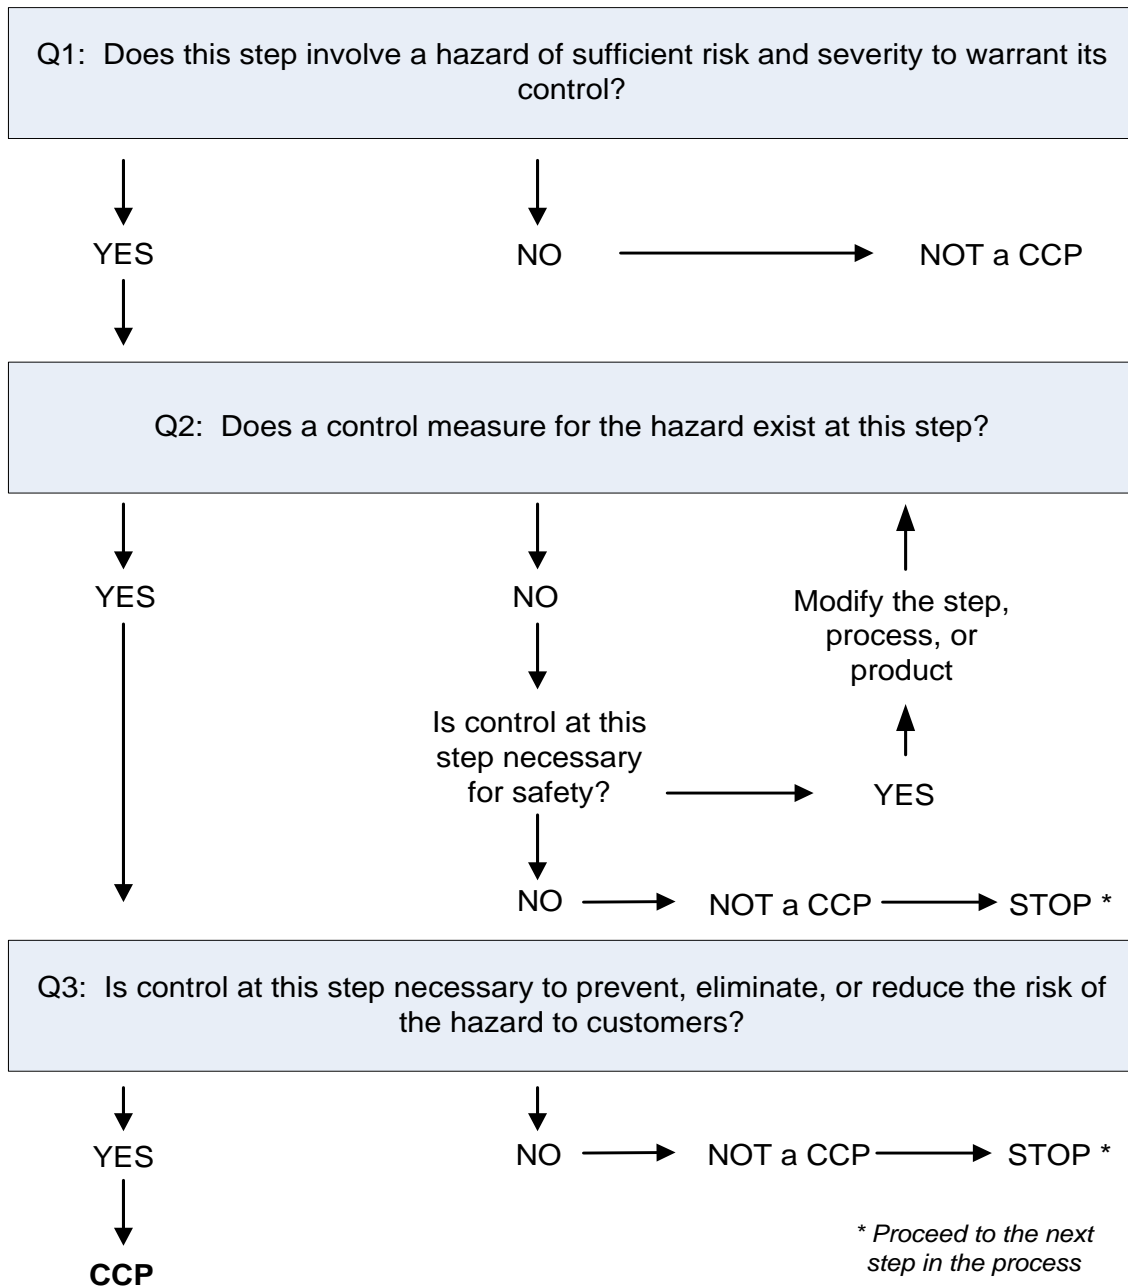 Q1:  Does this step involve a hazard of sufficient risk and severity to warrant its
control?
YES
NO
NOT a CCP
Q2:  Does a control measure for the hazard exist at this step?
YES
NO
Modify the step,
process, or
product
Is control at this
step necessary
for safety?
YES
NO
NOT a CCP
STOP *
Q3:  Is control at this step necessary to prevent, eliminate, or reduce the risk of
the hazard to customers?
YES
NO
NOT a CCP
STOP *
CCP
* Proceed to the next
step in the process